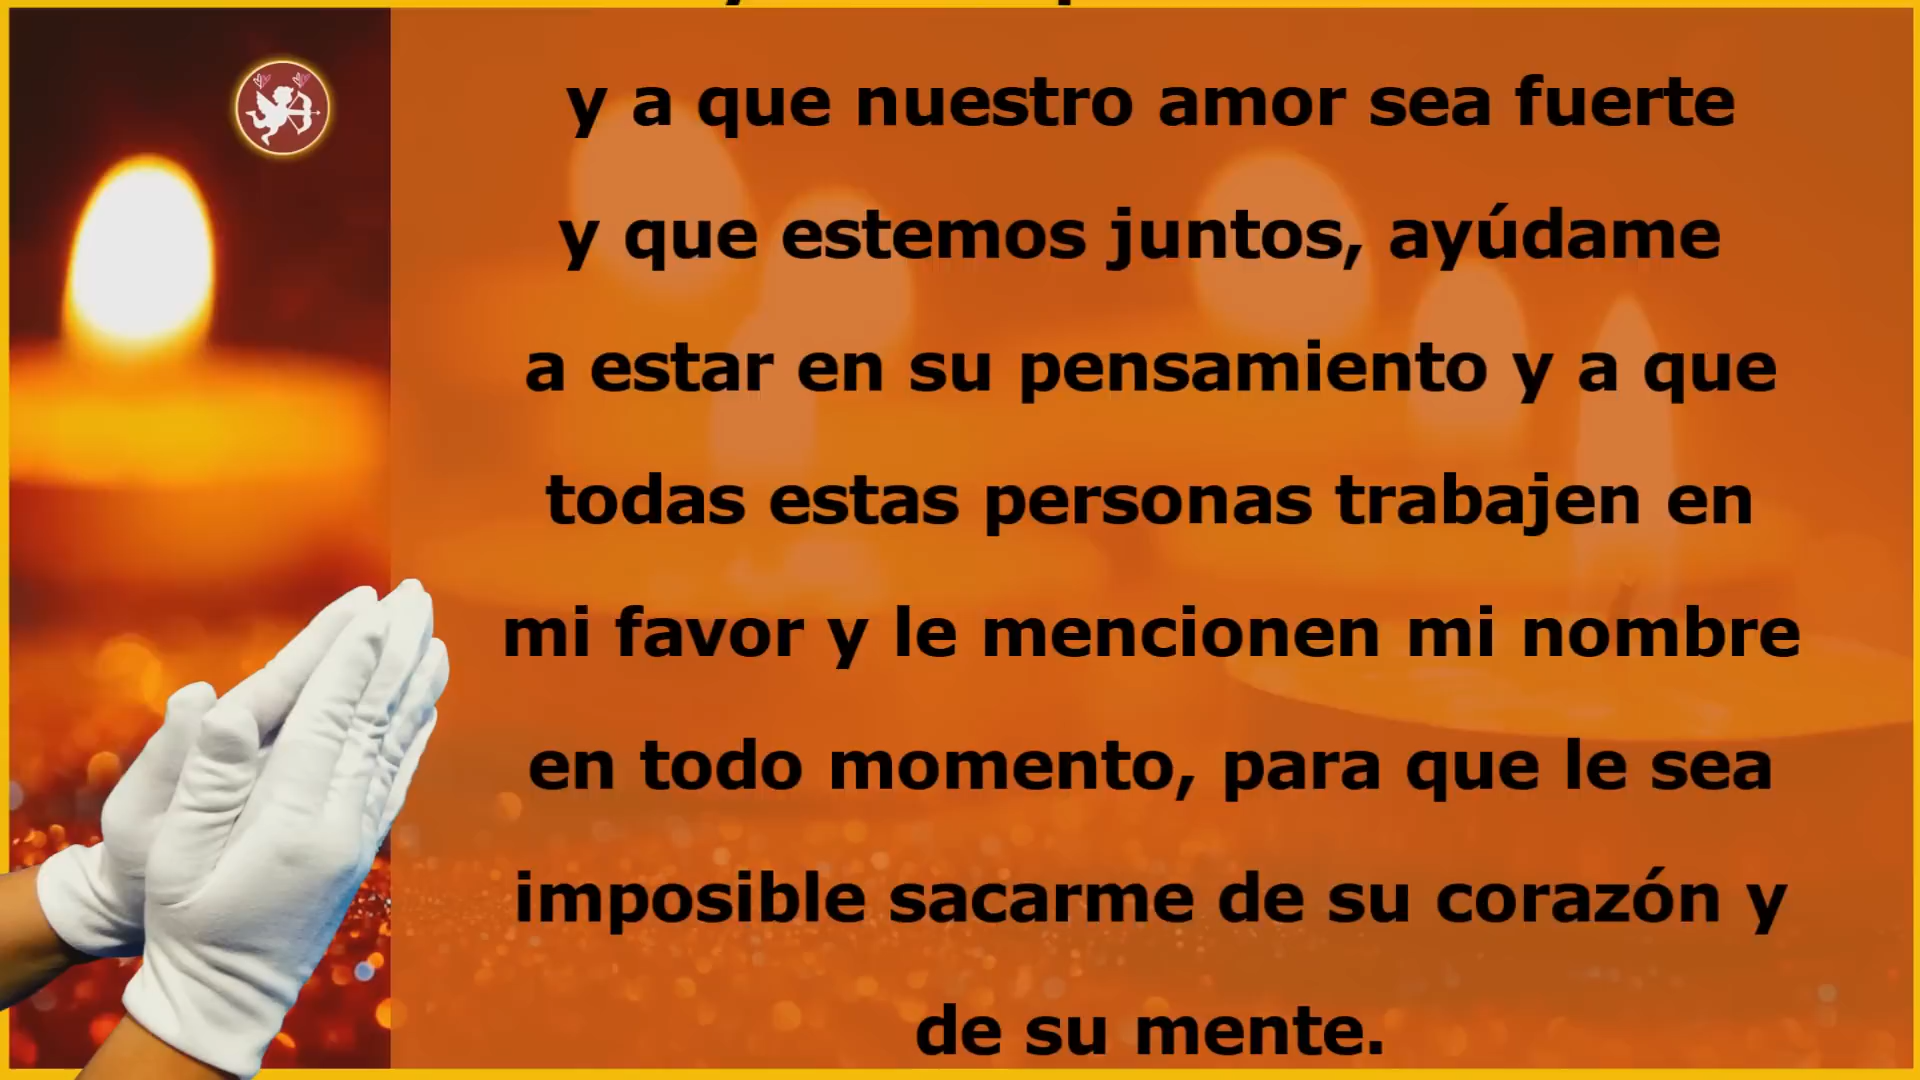 y a que nuestro amor sea fuerte
y que estemos juntos, ayúdame
a estar en su pensamiento y a que
todas estas personas trabajen en
mi favor y le mencionen mi nombre
en todo momento, para que le sea
imposible sacarme de su corazón y
de su mente.